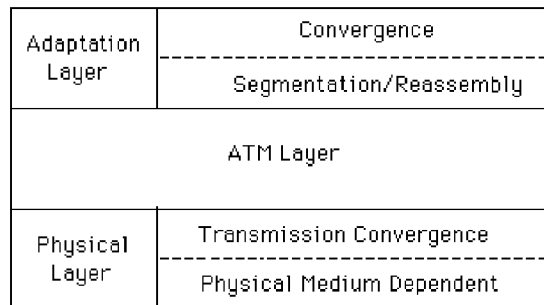 Adaptation
Layer
Convergence
Segmentation/Reassembly
ATM Layer
Physical
Layer
Transmission Convergence
Physical Medium Dependent